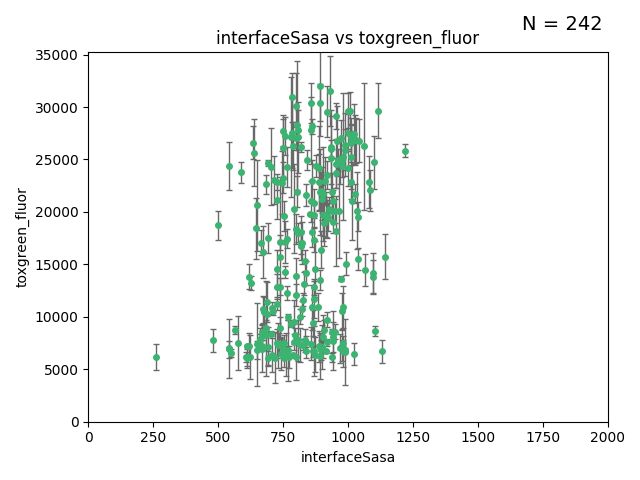 N = 242
interfaceSasa vs toxgreen_fluor
35000
30000
25000
20000
15000
10000
5000
0
toxgreen_fluor
0 250 500 750 1000 1250 1500 1750 2000
interfaceSasa